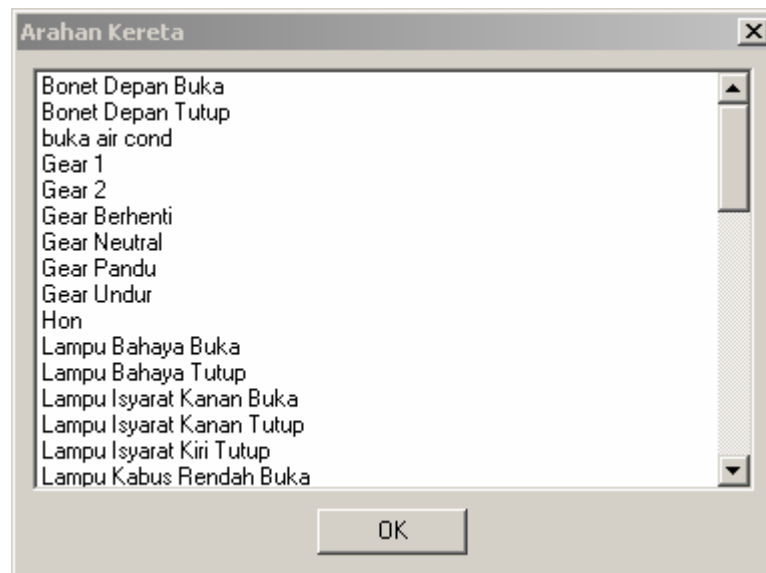 Arahan Kereta
Bonet Depan Buka
Bonet Depan Tutup
buka air cond
Gear 1
Gear 2
Gear Berhenti
Gear Neutral
Gear Pandu
Gear Undur
Hon
Lampu Bahaya Buka
Lampu Bahaya Tutup
Lampu Isyarat Kanan Buka
Lampu Isyarat Kanan Tutup
Lampu Isyarat Kiri Tutup
Lampu Kabus Rendah Buka
OK